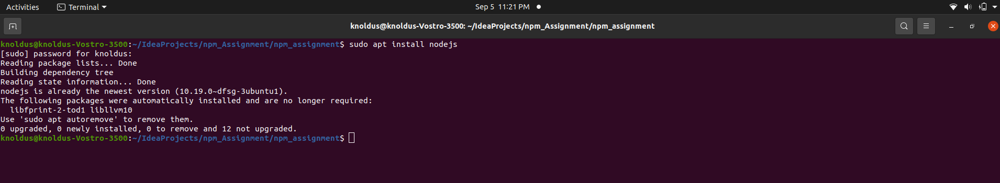 Activities Terminal Sep 5 11:21 PM
knoldus@knoldus-Vostro-3500: ~/IdeaProjects/npm_Assignment/npm_assignment
knoldus@knoldus-Vostro-3500:~/IdeaProjects/npm_Assignment/npm_assignment$ sudo apt install nodejs
[sudo] password for knoldus:
Reading package lists... Done
Building dependency tree
Reading state information... Done
nodejs is already the newest version (10.19.0~dfsg-3ubuntu1).
The following packages were automatically installed and are no longer required:
  libfprint-2-tod1 libllvm10
Use 'sudo apt autoremove' to remove them.
0 upgraded, 0 newly installed, 0 to remove and 12 not upgraded.
knoldus@knoldus-Vostro-3500:~/IdeaProjects/npm_Assignment/npm_assignment$